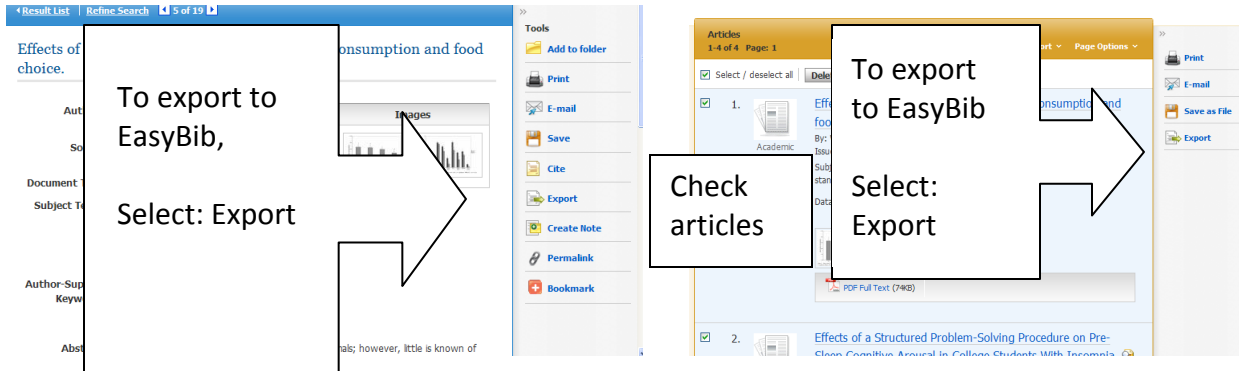 Result List | Refine Search 5 of 19
Effects of
onsumption and food
choice.
To export to
EasyBib,
Select: Export
Images
Document
Subject
Author-Sup
Keyw
Abst
however, little is known of
»
Tools
Add to folder
Print
E-mail
Save
Cite
Export
Create Note
Permalink
Bookmark
Articles
1-4 of 4 Page: 1
Page Options
Select / deselect all
1.
Academic
By:
PDF Full Text (74KB)
2.
Effects of a Structured Problem-Solving Procedure on Pre-
Sleep Cognitive Arousal in College Students With Insomnia.
Check
articles
To export
to EasyBib
Select:
Export
»
Print
E-mail
Save as File
Export